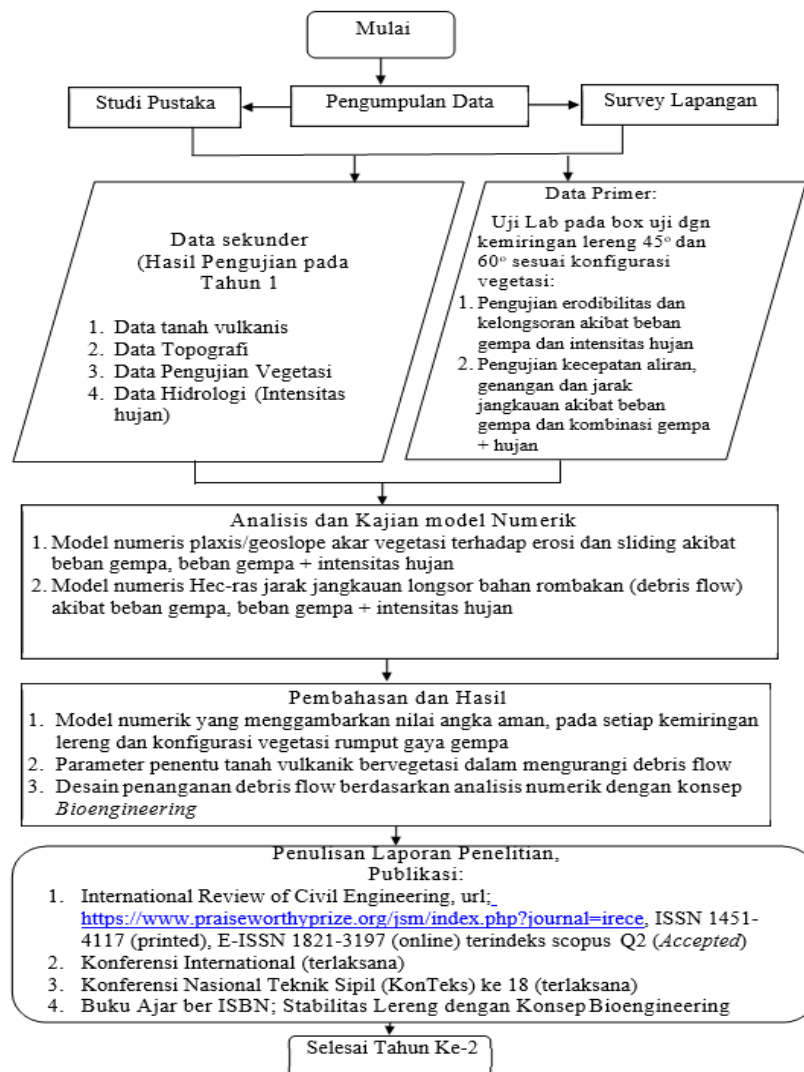 Mulai
Studi Pustaka
Pengumpulan Data
Survey Lapangan
Data sekunder
(Hasil Pengujian pada
Tahun 1
1. Data tanah vulkanis
2. Data Topografi
3. Data Pengujian Vegetasi
4. Data Hidrologi (Intensitas
hujan)
Data Primer:
Uji Lab pada box uji dgn
kemiringan lereng 45° dan
60° sesuai konfigurasi
vegetasi:
1. Pengujian erodibilitas dan
kelongsoran akibat beban
gempa dan intensitas hujan
2. Pengujian kecepatan aliran,
genangan dan jarak
jangkauan akibat beban
gempa dan kombinasi gempa
+ hujan
Analisis dan Kajian model Numerik
1. Model numeris plaxis/geoslope akar vegetasi terhadap erosi dan sliding akibat
beban gempa, beban gempa + intensitas hujan
2. Model numeris Hec-ras jarak jangkauan longsor bahan rombakan (debris flow)
akibat beban gempa, beban gempa + intensitas hujan
Pembahasan dan Hasil
1. Model numerik yang menggambarkan nilai angka aman, pada setiap kemiringan
lereng dan konfigurasi vegetasi rumput gaya gempa
2. Parameter penentu tanah vulkanik bervegetasi dalam mengurangi debris flow
3. Desain penanganan debris flow berdasarkan analisis numerik dengan konsep
Bioengineering
Penulisan Laporan Penelitian,
Publikasi:
1. International Review of Civil Engineering, url;
https://www.praiseworthyprize.org/jsm/index.php?journal=irece, ISSN 1451-
4117 (printed), E-ISSN 1821-3197 (online) terindeks scopus Q2 (Accepted)
2. Konferensi International (terlaksana)
3. Konferensi Nasional Teknik Sipil (KonTeks) ke 18 (terlaksana)
4. Buku Ajar ber ISBN; Stabilitas Lereng dengan Konsep Bioengineering
Selesai Tahun Ke-2